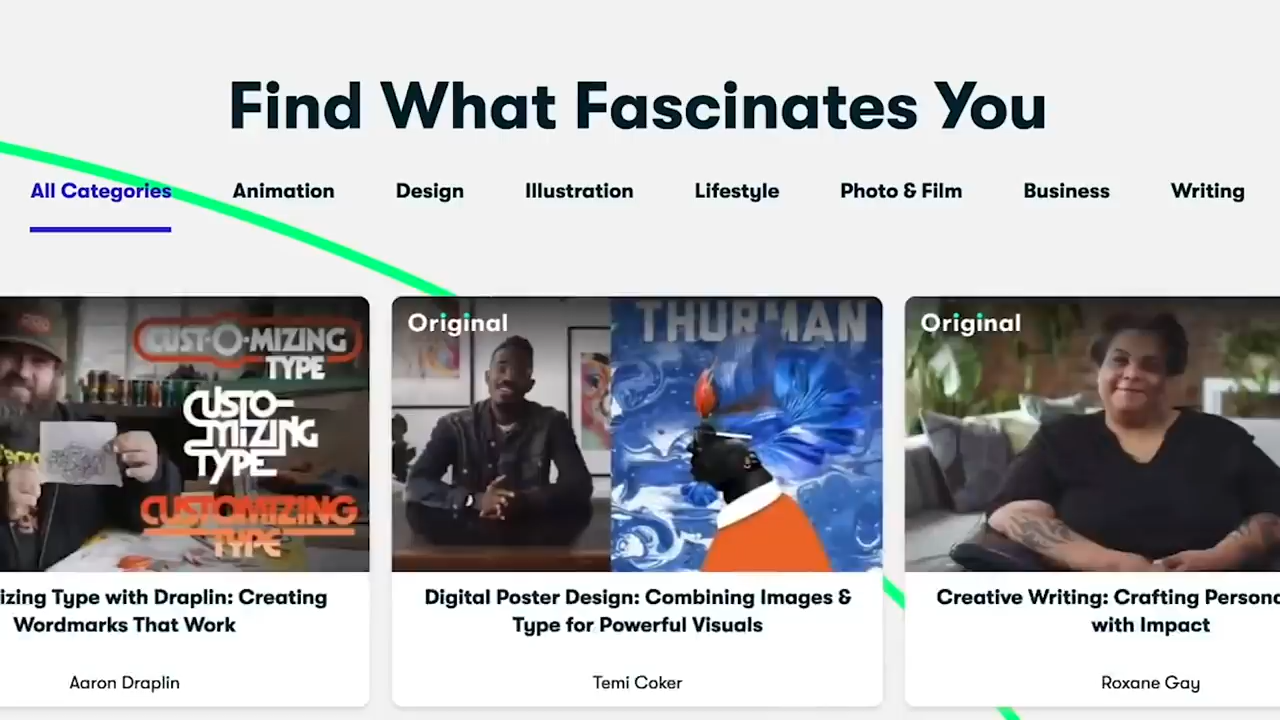 Find What Fascinates You
All Categories Animation Design Illustration Lifestyle Photo & Film Business Writing
CUST-O-MIZING
TYPE
CUSTO-
MIZING
TYPE
CUSTOMIZING
TYPE
izing Type with Draplin: Creating
Wordmarks That Work
Aaron Draplin
Original
THURMAN
Digital Poster Design: Combining Images &
Type for Powerful Visuals
Temi Coker
Original
Creative Writing: Crafting Persona
with Impact
Roxane Gay